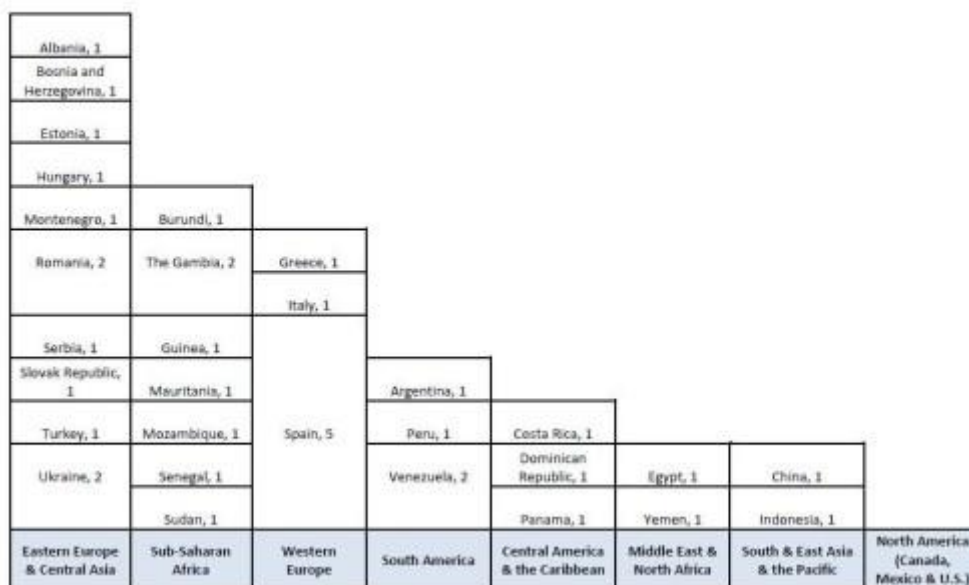 Albania, 1
Bosnia and
Herzegovina, 1
Estonia, 1
Hungary, 1
Montenegro, 1
Burundi, 1
Romania, 2
The Gambia, 2
Greece, 1
Italy, 1
Serbia, 1
Guinea, 1
Slovak Republic,
1
Mauritania, 1
Argentina, 1
Turkey, 1
Mozambique, 1
Spain, 5
Peru, 1
Costa Rica, 1
Ukraine, 2
Senegal, 1
Venezuela, 2
Dominican
Republic, 1
Egypt, 1
China, 1
Sudan, 1
Panama, 1
Yemen, 1
Indonesia, 1
Eastern Europe
& Central Asia
Sub-Saharan
Africa
Western
Europe
South America
Central America
& the Caribbean
Middle East &
North Africa
South & East Asia
& the Pacific
North America
(Canada,
Mexico & U.S.)